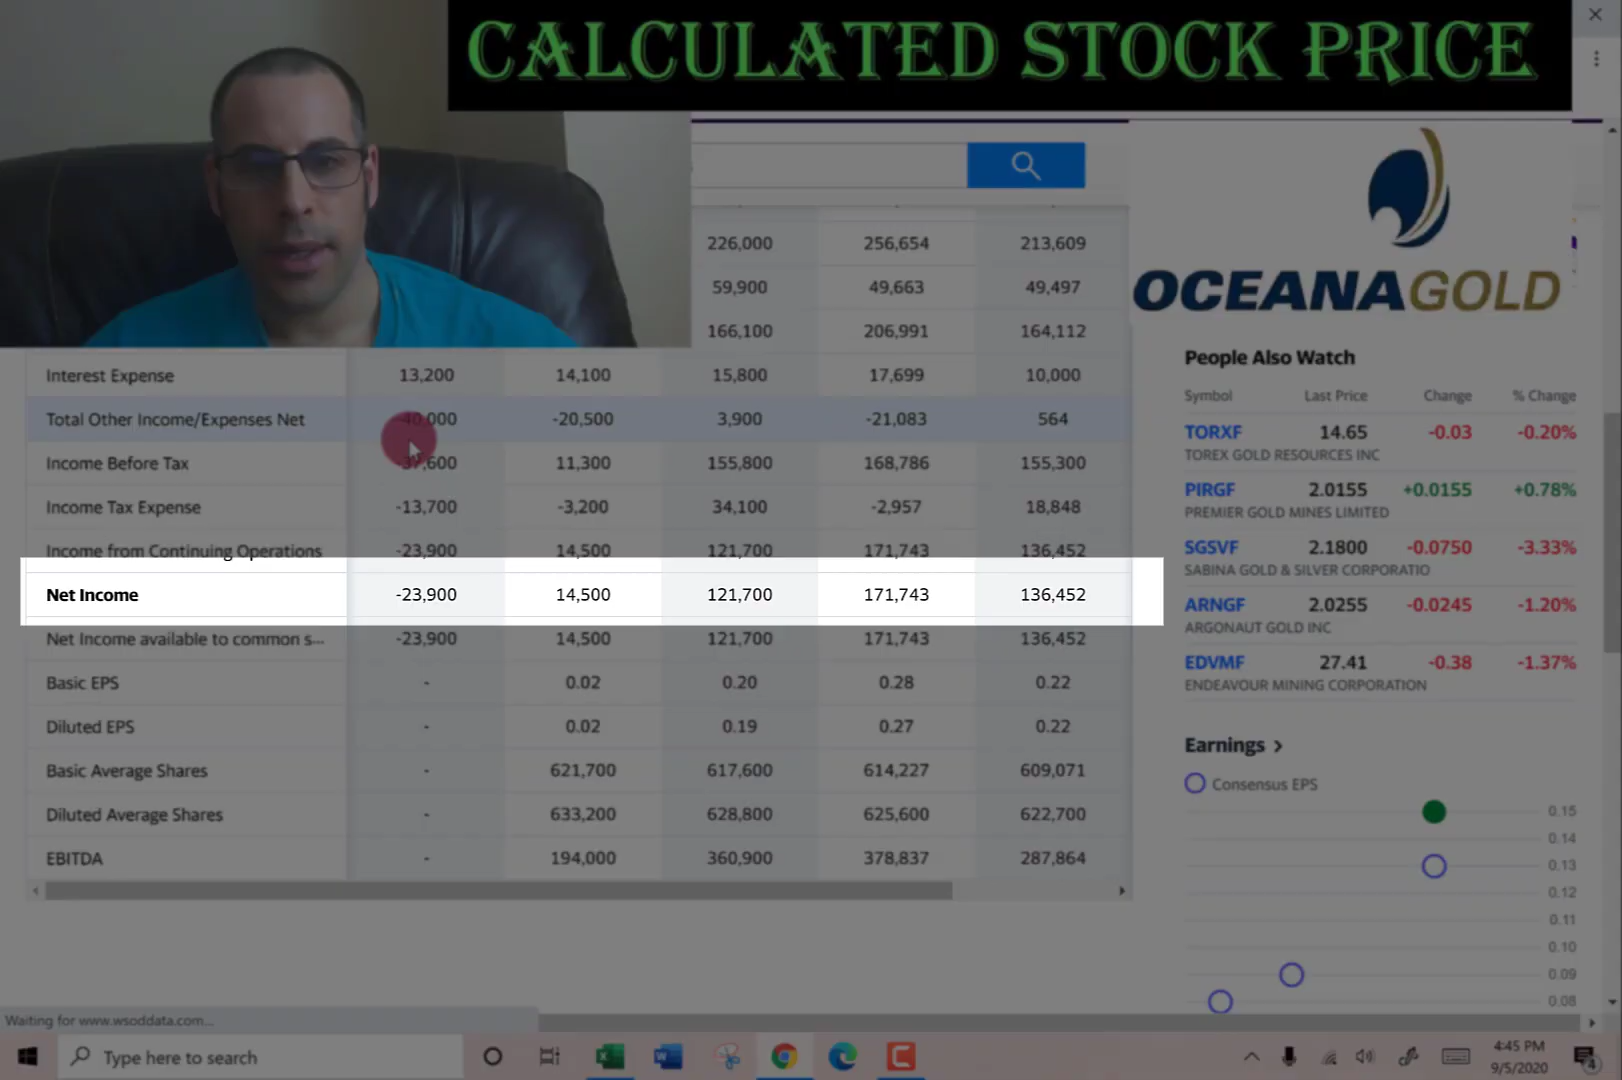 CALCULATED STOCK PRICE
OCEANAGOLD
226,000 256,654 213,609
59,900 49,663 49,497
166,100 206,991 164,112
Interest Expense 13,200 14,100 15,800 17,699 10,000
Total Other Income/Expenses Net -40,000 -20,500 3,900 -21,083 564
Income Before Tax -37,600 11,300 155,800 168,786 155,300
Income Tax Expense -13,700 -3,200 34,100 -2,957 18,848
Income from Continuing Operations -23,900 14,500 121,700 171,743 136,452
Net Income -23,900 14,500 121,700 171,743 136,452
Net Income available to common s... -23,900 14,500 121,700 171,743 136,452
Basic EPS - 0.02 0.20 0.28 0.22
Diluted EPS - 0.02 0.19 0.27 0.22
Basic Average Shares - 621,700 617,600 614,227 609,071
Diluted Average Shares - 633,200 628,800 625,600 622,700
EBITDA - 194,000 360,900 378,837 287,864
People Also Watch
Symbol Last Price Change % Change
TORXF 14.65 -0.03 -0.20%
TOREX GOLD RESOURCES INC
PIRGF 2.0155 +0.0155 +0.78%
PREMIER GOLD MINES LIMITED
SGSVF 2.1800 -0.0750 -3.33%
SABINA GOLD & SILVER CORPORATIO
ARNGF 2.0255 -0.0245 -1.20%
ARGONAUT GOLD INC
EDVMF 27.41 -0.38 -1.37%
ENDEAVOUR MINING CORPORATION
Earnings >
Consensus EPS
0.15
0.14
0.13
0.12
0.11
0.10
0.09
0.08
Waiting for www.wsoddata.com...
Type here to search
4:45 PM
9/5/2020
4